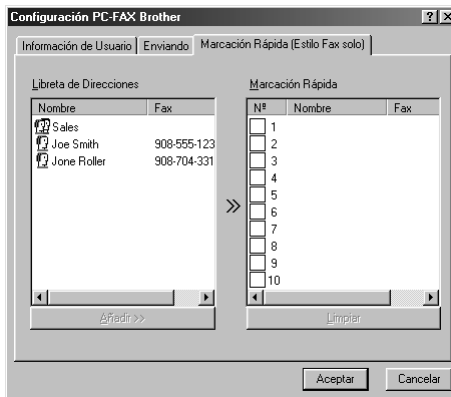 Configuración PC-FAX Brother
Información de Usuario Enviando Marcación Rápida (Estilo Fax solo)
Libreta de Direcciones
Nombre Fax
Sales
Joe Smith 908-555-123
Jone Roller 908-704-331
Añadir >>
Marcación Rápida
Nº Nombre Fax
1
2
3
4
5
6
7
8
9
10
Limpiar
Aceptar Cancelar